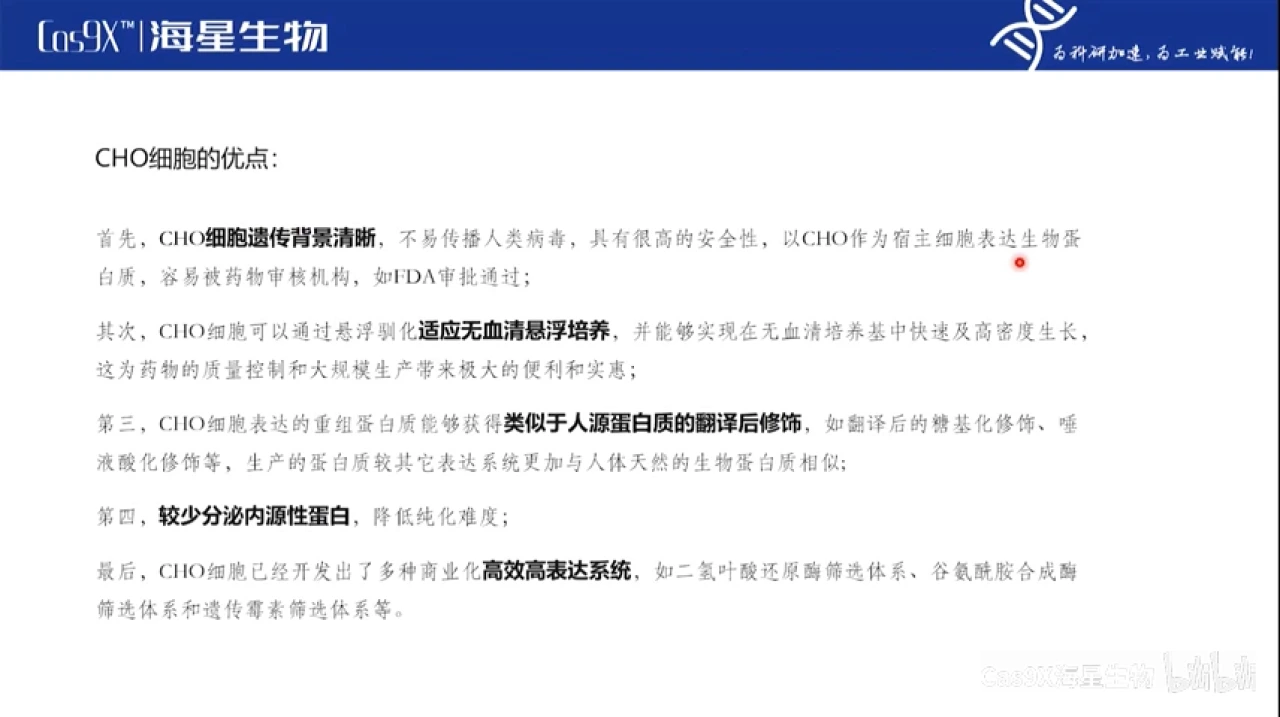 Cas9X™|海星生物
为科研加速,为工业赋能!
CHO细胞的优点：
首先，CHO细胞遗传背景清晰，不易传播人类病毒，具有很高的安全性，以CHO作为宿主细胞表达生物蛋
白质，容易被药物审核机构，如FDA审批通过；
其次，CHO细胞可以通过悬浮驯化适应无血清悬浮培养，并能够实现在无血清培养基中快速及高密度生长，
这为药物的质量控制和大规模生产带来极大的便利和实惠；
第三，CHO细胞表达的重组蛋白质能够获得类似于人源蛋白质的翻译后修饰，如翻译后的糖基化修饰、唾
液酸化修饰等，生产的蛋白质较其它表达系统更加与人体天然的生物蛋白质相似;
第四，较少分泌内源性蛋白，降低纯化难度；
最后，CHO细胞已经开发出了多种商业化高效高表达系统，如二氢叶酸还原酶筛选体系、谷氨酰胺合成酶
筛选体系和遗传霉素筛选体系等。
Cas9X海星生物 bilibili